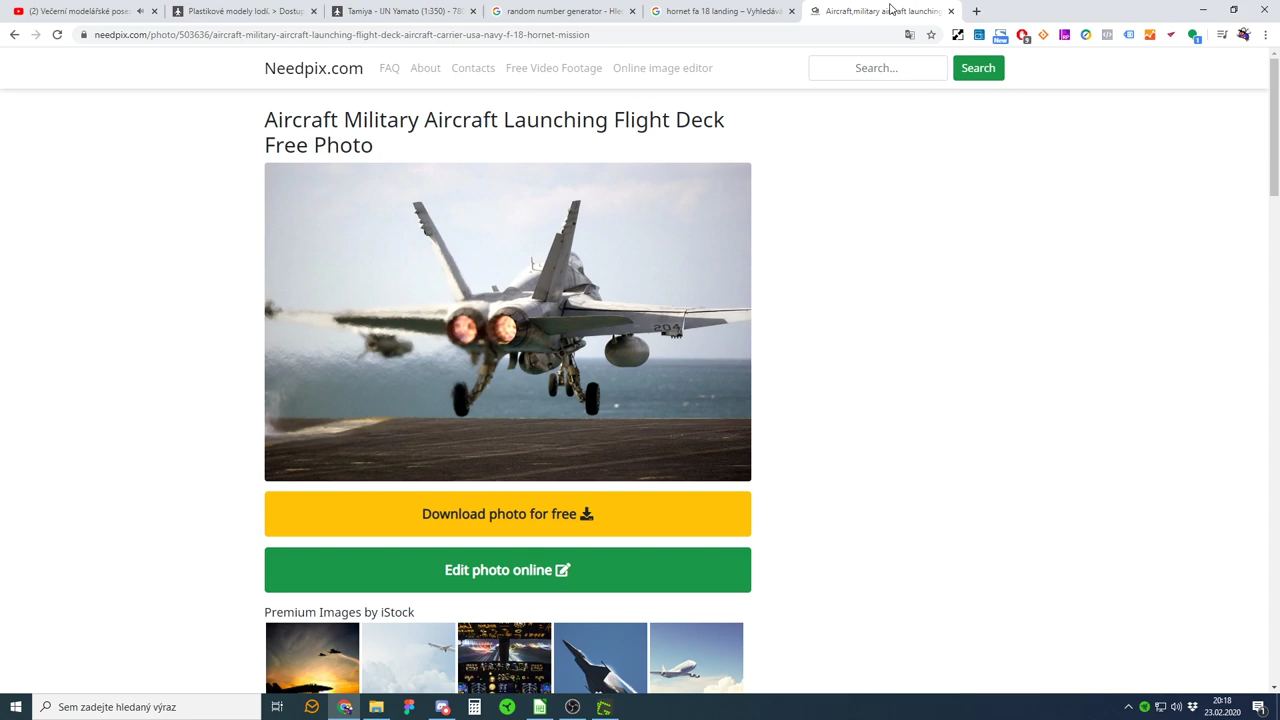 (2) Večerní modelářské pose
Plastikové modely lodí. > Dostup
Tamiya - IJN Yamato (1:350) - 78
random number generator - Hle
hornet fa 18 landing – Vyhledáv
Aircraft,military aircraft launching
needpix.com/photo/503636/aircraft-military-aircraft-launching-flight-deck-aircraft-carrier-usa-navy-f-18-hornet-mission
New
9
1
Needpix.com
FAQ
About
Contacts
Free Video Footage
Online image editor
Search...
Search
Aircraft Military Aircraft Launching Flight Deck
Free Photo
204
Download photo for free
Edit photo online
Premium Images by iStock
Sem zadejte hledaný výraz
20:18
23.02.2020
1